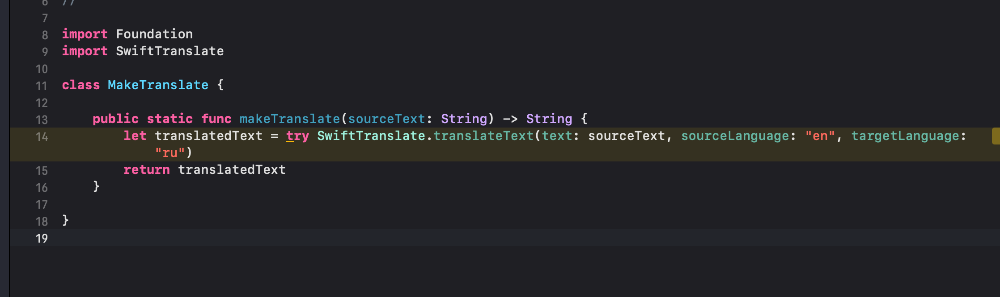 6 //
7
8 import Foundation
9 import SwiftTranslate
10
11 class MakeTranslate {
12
13 public static func makeTranslate(sourceText: String) -> String {
14 let translatedText = try SwiftTranslate.translateText(text: sourceText, sourceLanguage: "en", targetLanguage:
"ru")
15 return translatedText
16 }
17
18 }
19